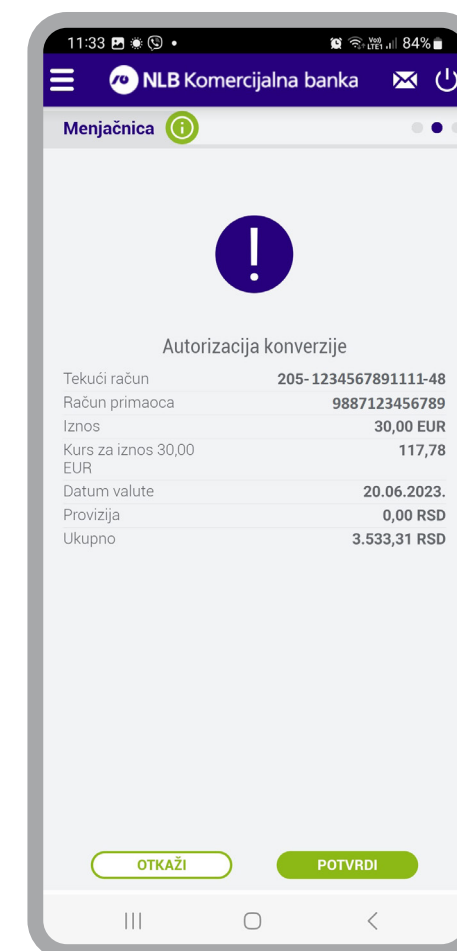 11:33 84%
NLB Komercijalna banka
Menjačnica i
!
Autorizacija konverzije
Tekući račun 205-1234567891111-48
Račun primaoca 9887123456789
Iznos 30,00 EUR
Kurs za iznos 30,00 117,78
EUR
Datum valute 20.06.2023.
Provizija 0,00 RSD
Ukupno 3.533,31 RSD
OTKAŽI POTVRDI